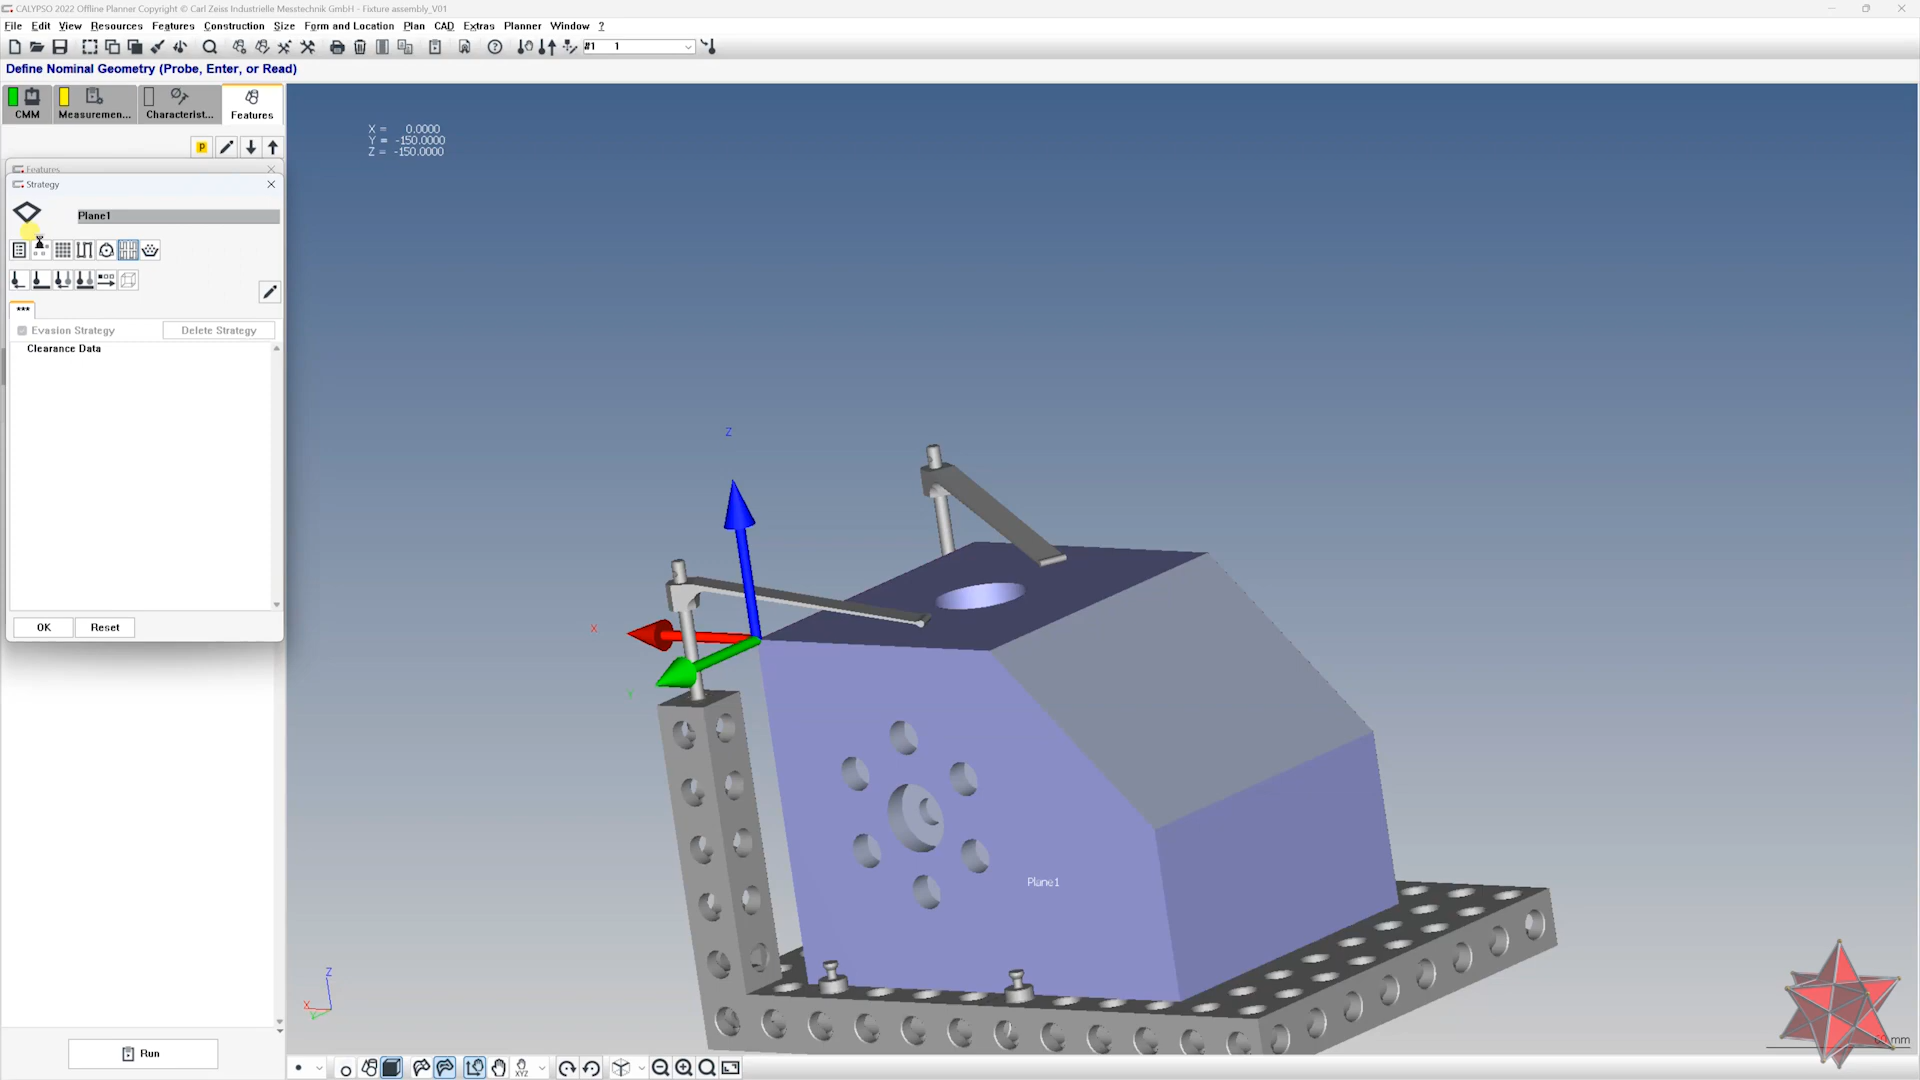 CALYPSO 2022 Offline Planner Copyright © Carl Zeiss Industrielle Messtechnik GmbH - Fixture assembly_V01
File Edit View Resources Features Construction Size Form and Location Plan CAD Extras Planner Window ?
#1 1
Define Nominal Geometry (Probe, Enter, or Read)
CMM Measuremen... Characterist... Features
X = 0.0000
Y = -150.0000
Z = -150.0000
P
Features
Strategy
Plane1
***
Evasion Strategy Delete Strategy
Clearance Data
OK Reset
Z
X
Y
Plane1
Z
X
Y
mm
Run
XYZ